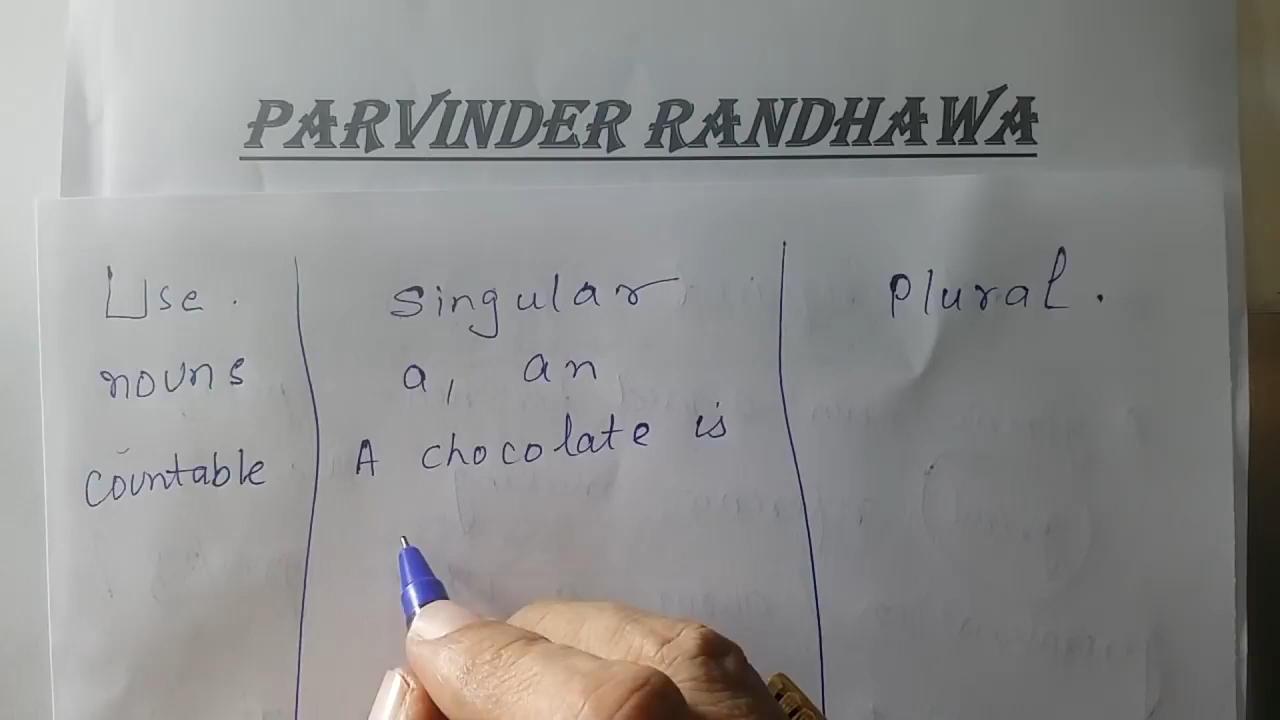 PARVINDER RANDHAWA
Use. singular Plural.
nouns a, an
countable A chocolate is